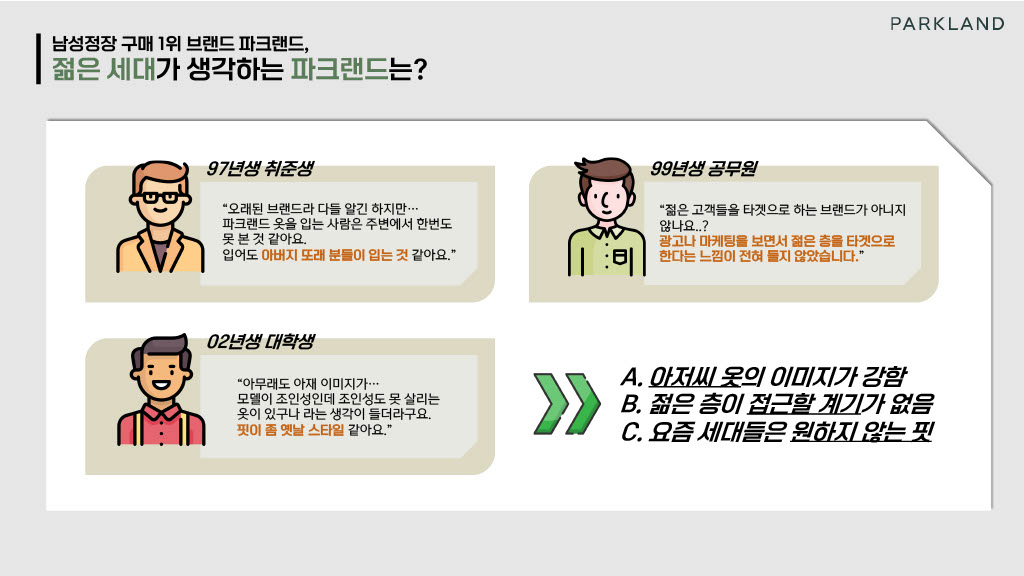 PARKLAND
남성정장 구매 1위 브랜드 파크랜드,
젊은 세대가 생각하는 파크랜드는?
97년생 취준생
“오래된 브랜드라 다들 알긴 하지만…
파크랜드 옷을 입는 사람은 주변에서 한번도
못 본 것 같아요.
입어도 아버지 또래 분들이 입는 것 같아요.”
99년생 공무원
“젊은 고객들을 타겟으로 하는 브랜드가 아니지
않나요..?
광고나 마케팅을 보면서 젊은 층을 타겟으로
한다는 느낌이 전혀 들지 않았습니다.”
02년생 대학생
“아무래도 아재 이미지가…
모델이 조인성인데 조인성도 못 살리는
옷이 있구나 라는 생각이 들더라구요.
핏이 좀 옛날 스타일 같아요.”
A. 아저씨 옷의 이미지가 강함
B. 젊은 층이 접근할 계기가 없음
C. 요즘 세대들은 원하지 않는 핏